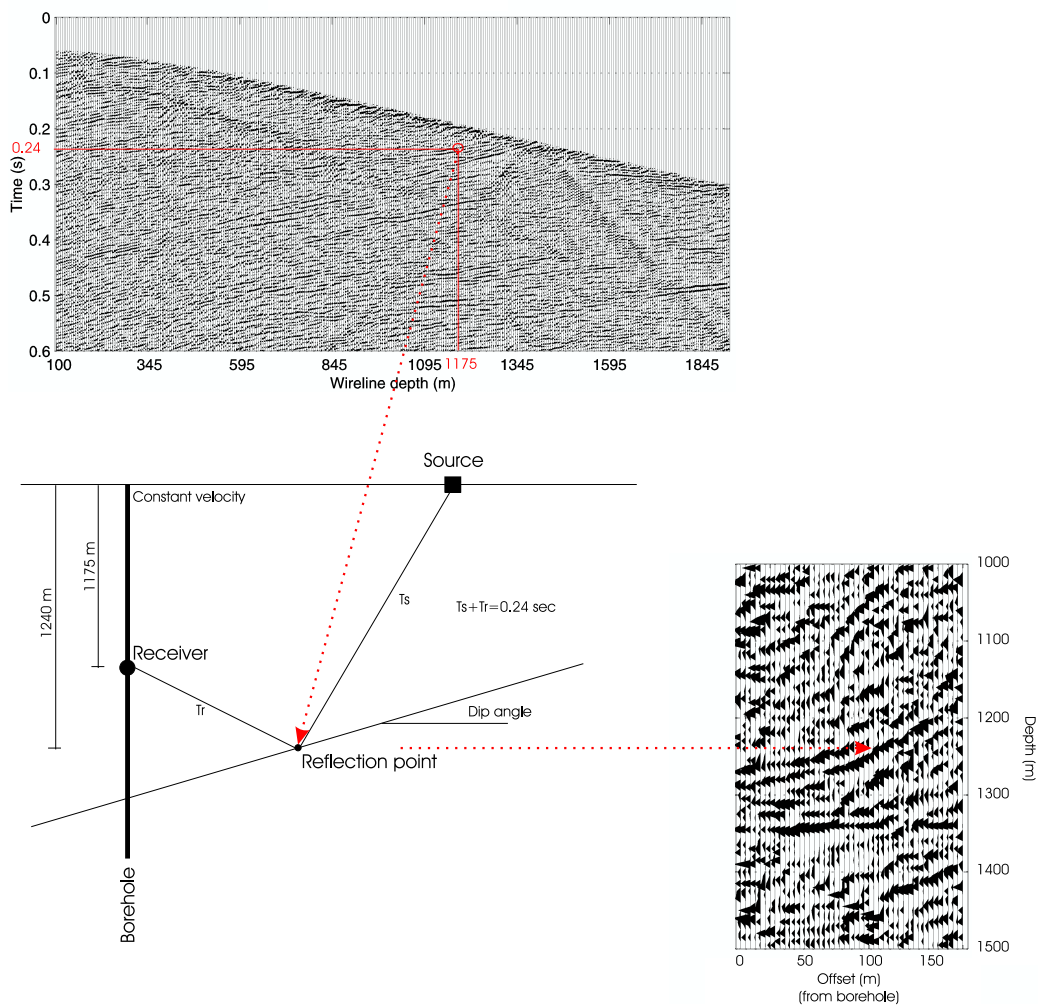 0
0.1
0.2
0.24
0.3
0.4
0.5
0.6
Time (s)
100 345 595 845 1095 1175 1345 1595 1845
Wireline depth (m)
Source
Constant velocity
1175 m
1240 m
Ts
Ts+Tr=0.24 sec
Receiver
Tr
Dip angle
Reflection point
Borehole
1000
1100
1200
1300
1400
1500
Depth (m)
0 50 100 150
Offset (m)
(from borehole)